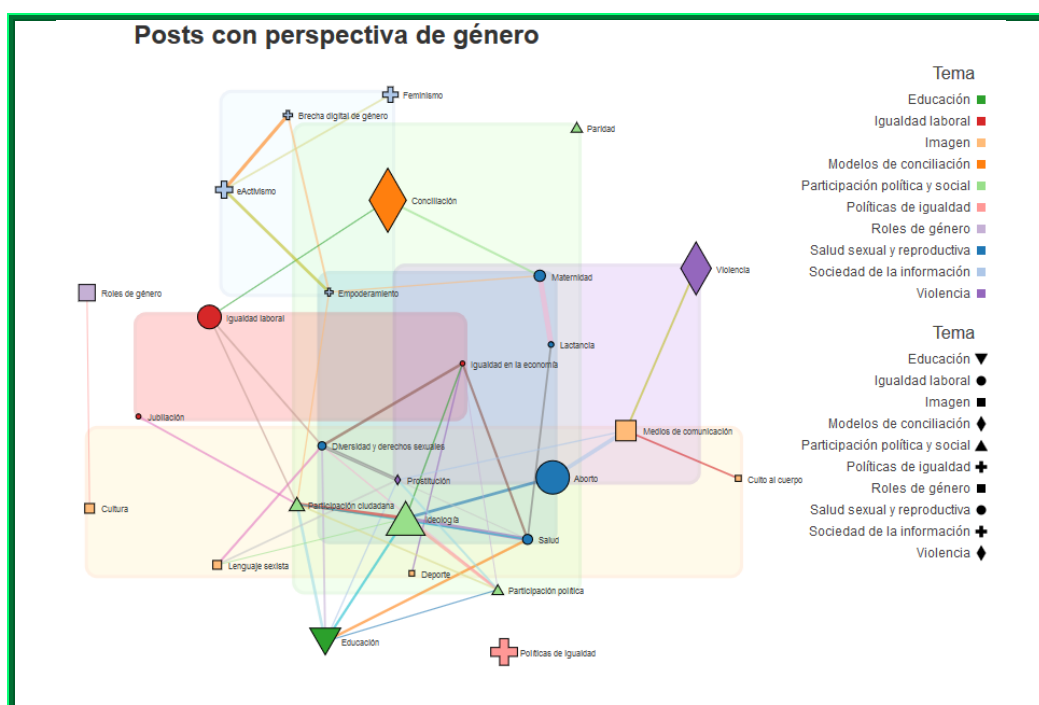 Posts con perspectiva de género
Feminismo
Brecha digital de género
Paridad
eActivismo
Conciliación
Violencia
Maternidad
Roles de género
Empoderamiento
Igualdad laboral
Lactancia
Igualdad en la economía
Jubilación
Medios de comunicación
Diversidad y derechos sexuales
Prostitución
Aborto
Culto al cuerpo
Cultura
Participación ciudadana
Ideología
Salud
Lenguaje sexista
Deporte
Participación política
Educación
Políticas de Igualdad
Tema
Educación
Igualdad laboral
Imagen
Modelos de conciliación
Participación política y social
Políticas de igualdad
Roles de género
Salud sexual y reproductiva
Sociedad de la información
Violencia
Tema
Educación
Igualdad laboral
Imagen
Modelos de conciliación
Participación política y social
Políticas de igualdad
Roles de género
Salud sexual y reproductiva
Sociedad de la información
Violencia